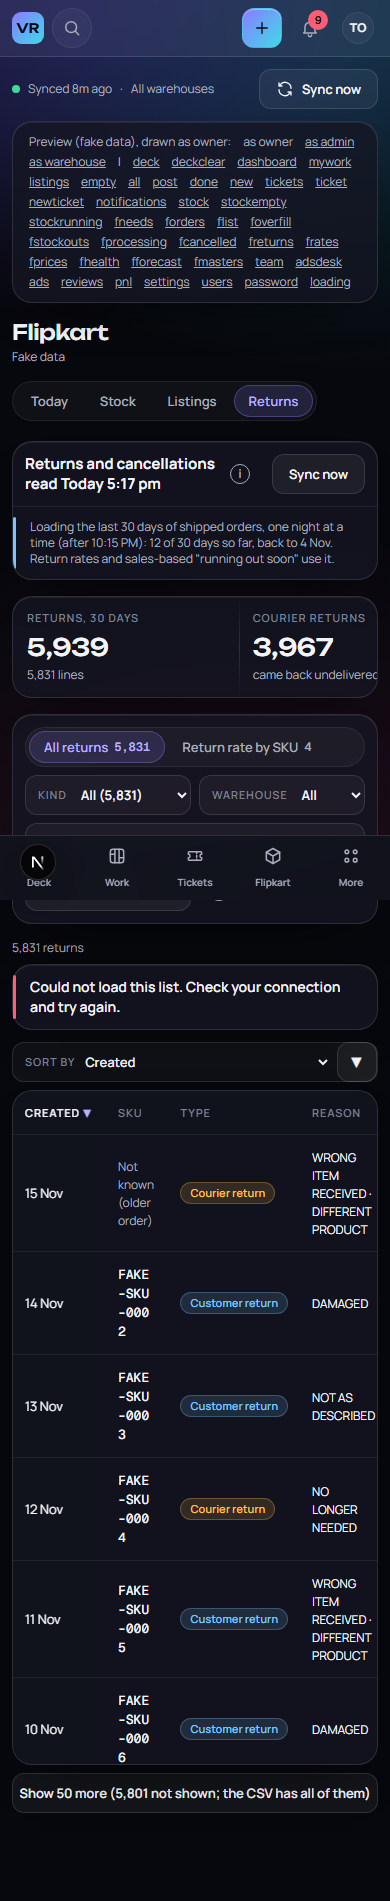 VR
9
TO
Synced 8m ago · All warehouses
Sync now
Preview (fake data), drawn as owner: as owner as admin
as warehouse | deck deckclear dashboard mywork
listings empty all post done new tickets ticket
newticket notifications stock stockempty
stockrunning fneeds forders flist foverfill
fstockouts fprocessing fcancelled freturns frates
fprices fhealth fforecast fmasters team adsdesk
ads reviews pnl settings users password loading
Flipkart
Fake data
Today Stock Listings Returns
Returns and cancellations
read Today 5:17 pm
i
Sync now
Loading the last 30 days of shipped orders, one night at a
time (after 10:15 PM): 12 of 30 days so far, back to 4 Nov.
Return rates and sales-based "running out soon" use it.
RETURNS, 30 DAYS
5,939
5,831 lines
COURIER RETURNS
3,967
came back undelivered
All returns 5,831 Return rate by SKU 4
KIND All (5,831) WAREHOUSE All
N
Deck Work Tickets Flipkart More
5,831 returns
Could not load this list. Check your connection
and try again.
SORT BY Created ▼
CREATED ▼ SKU TYPE REASON
15 Nov
Not
known
(older
order)
Courier return
WRONG
ITEM
RECEIVED ·
DIFFERENT
PRODUCT
14 Nov
FAKE
-SKU
-000
2
Customer return
DAMAGED
13 Nov
FAKE
-SKU
-000
3
Customer return
NOT AS
DESCRIBED
12 Nov
FAKE
-SKU
-000
4
Courier return
NO
LONGER
NEEDED
11 Nov
FAKE
-SKU
-000
5
Customer return
WRONG
ITEM
RECEIVED ·
DIFFERENT
PRODUCT
10 Nov
FAKE
-SKU
-000
6
Customer return
DAMAGED
Show 50 more (5,801 not shown; the CSV has all of them)